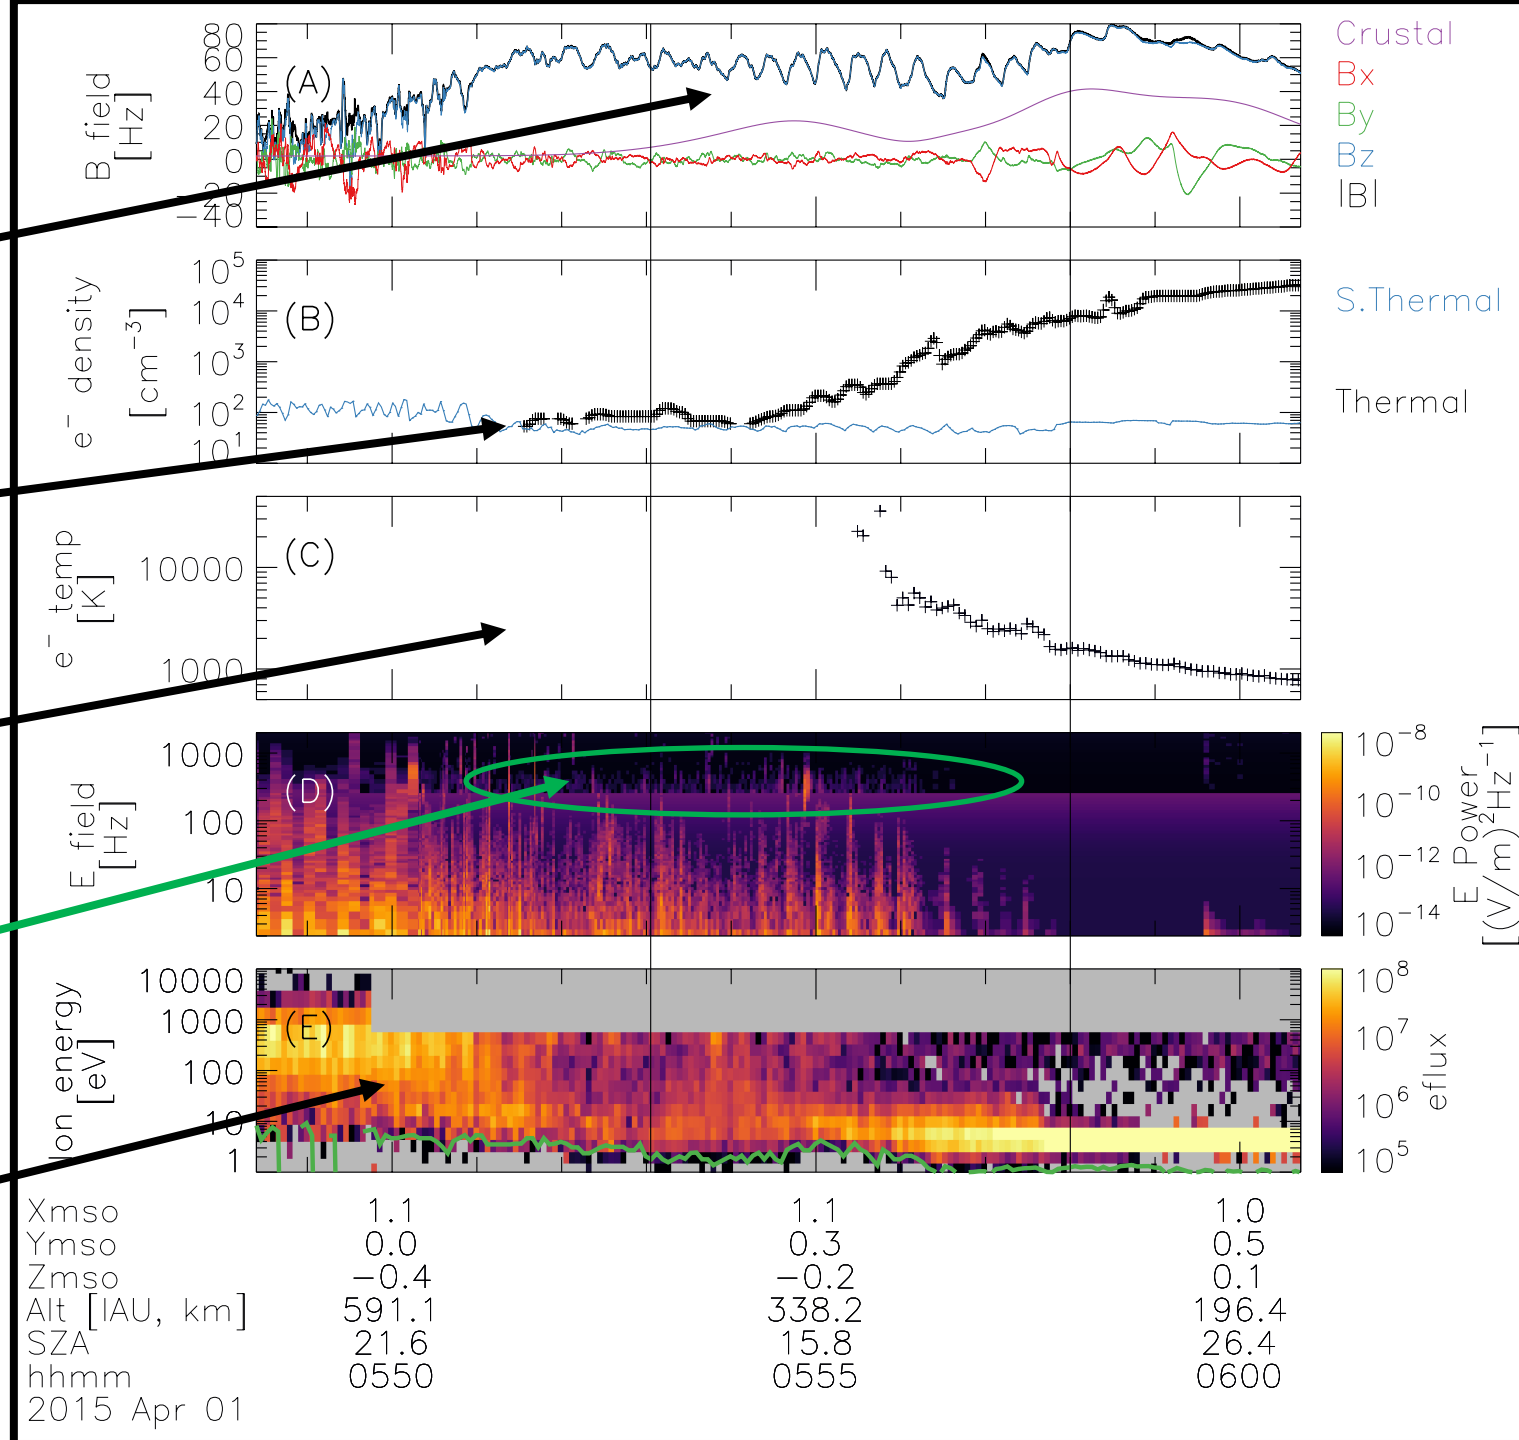 80
60
40
20
0
−20
−40
B field
[Hz]
(A)
Crustal
Bx
By
Bz
|B|
10^5
10^4
10^3
10^2
10^1
e^− density
[cm^−3]
(B)
S.Thermal
Thermal
10000
1000
e^− temp
[K]
(C)
1000
100
10
E field
[Hz]
(D)
10^−8
10^−10
10^−12
10^−14
E Power
[(V/m)^2Hz^−1]
10000
1000
100
10
1
Ion energy
[eV]
(E)
10^8
10^7
10^6
10^5
eflux
Xmso 1.1 1.1 1.0
Ymso 0.0 0.3 0.5
Zmso −0.4 −0.2 0.1
Alt [IAU, km] 591.1 338.2 196.4
SZA 21.6 15.8 26.4
hhmm 0550 0555 0600
2015 Apr 01